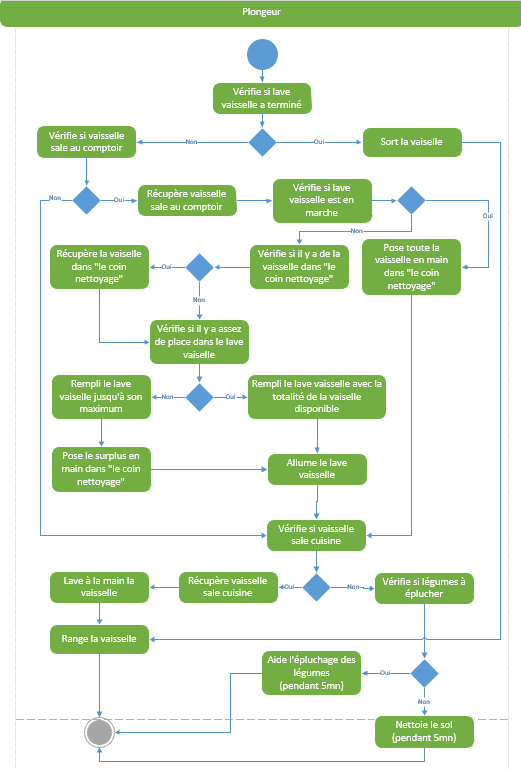 Plongeur
Vérifie si lave
vaisselle a terminé
Vérifie si vaisselle
sale au comptoir
Non
Oui
Sort la vaiselle
Non
Oui
Récupère vaisselle
sale au comptoir
Vérifie si lave
vaisselle est en
marche
Oui
Non
Récupère la vaiselle
dans "le coin
nettoyage"
Oui
Vérifie si il y a de la
vaisselle dans "le
coin nettoyage"
Pose toute la
vaisselle en main
dans "le coin
nettoyage"
Non
Vérifie si il y a assez
de place dans le lave
vaiselle
Rempli le lave
vaiselle jusqu'à son
maximum
Non
Oui
Rempli le lave vaisselle avec la
totalité de la vaiselle
disponible
Pose le surplus en
main dans "le coin
nettoyage"
Allume le lave
vaisselle
Vérifie si vaisselle
sale cuisine
Lave à la main la
vaisselle
Récupère vaisselle
sale cuisine
Oui
Non
Vérifie si légumes à
éplucher
Range la vaisselle
Aide l'épluchage des
légumes
(pendant 5mn)
Oui
Non
Nettoie le sol
(pendant 5mn)